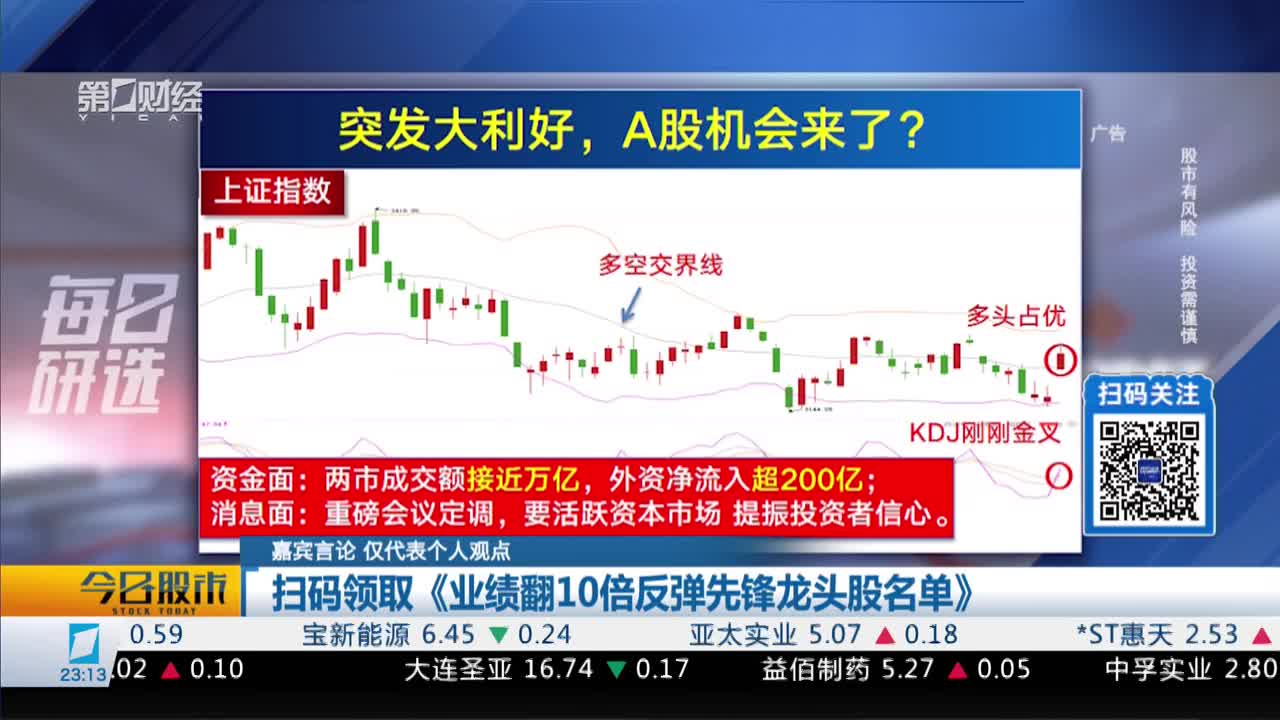 第一财经
YICAI
突发大利好，A股机会来了？
广告
股市有风险 投资需谨慎
上证指数
多空交界线
多头占优
每日
研选
扫码关注
KDJ刚刚金叉
资金面：两市成交额接近万亿，外资净流入超200亿；
消息面：重磅会议定调，要活跃资本市场 提振投资者信心。
嘉宾言论 仅代表个人观点
今日股市
STOCK TODAY
扫码领取《业绩翻10倍反弹先锋龙头股名单》
0.59 宝新能源 6.45 ▼ 0.24 亚太实业 5.07 ▲ 0.18 *ST惠天 2.53 ▲
23:13
.02 ▲ 0.10 大连圣亚 16.74 ▼ 0.17 益佰制药 5.27 ▲ 0.05 中孚实业 2.80